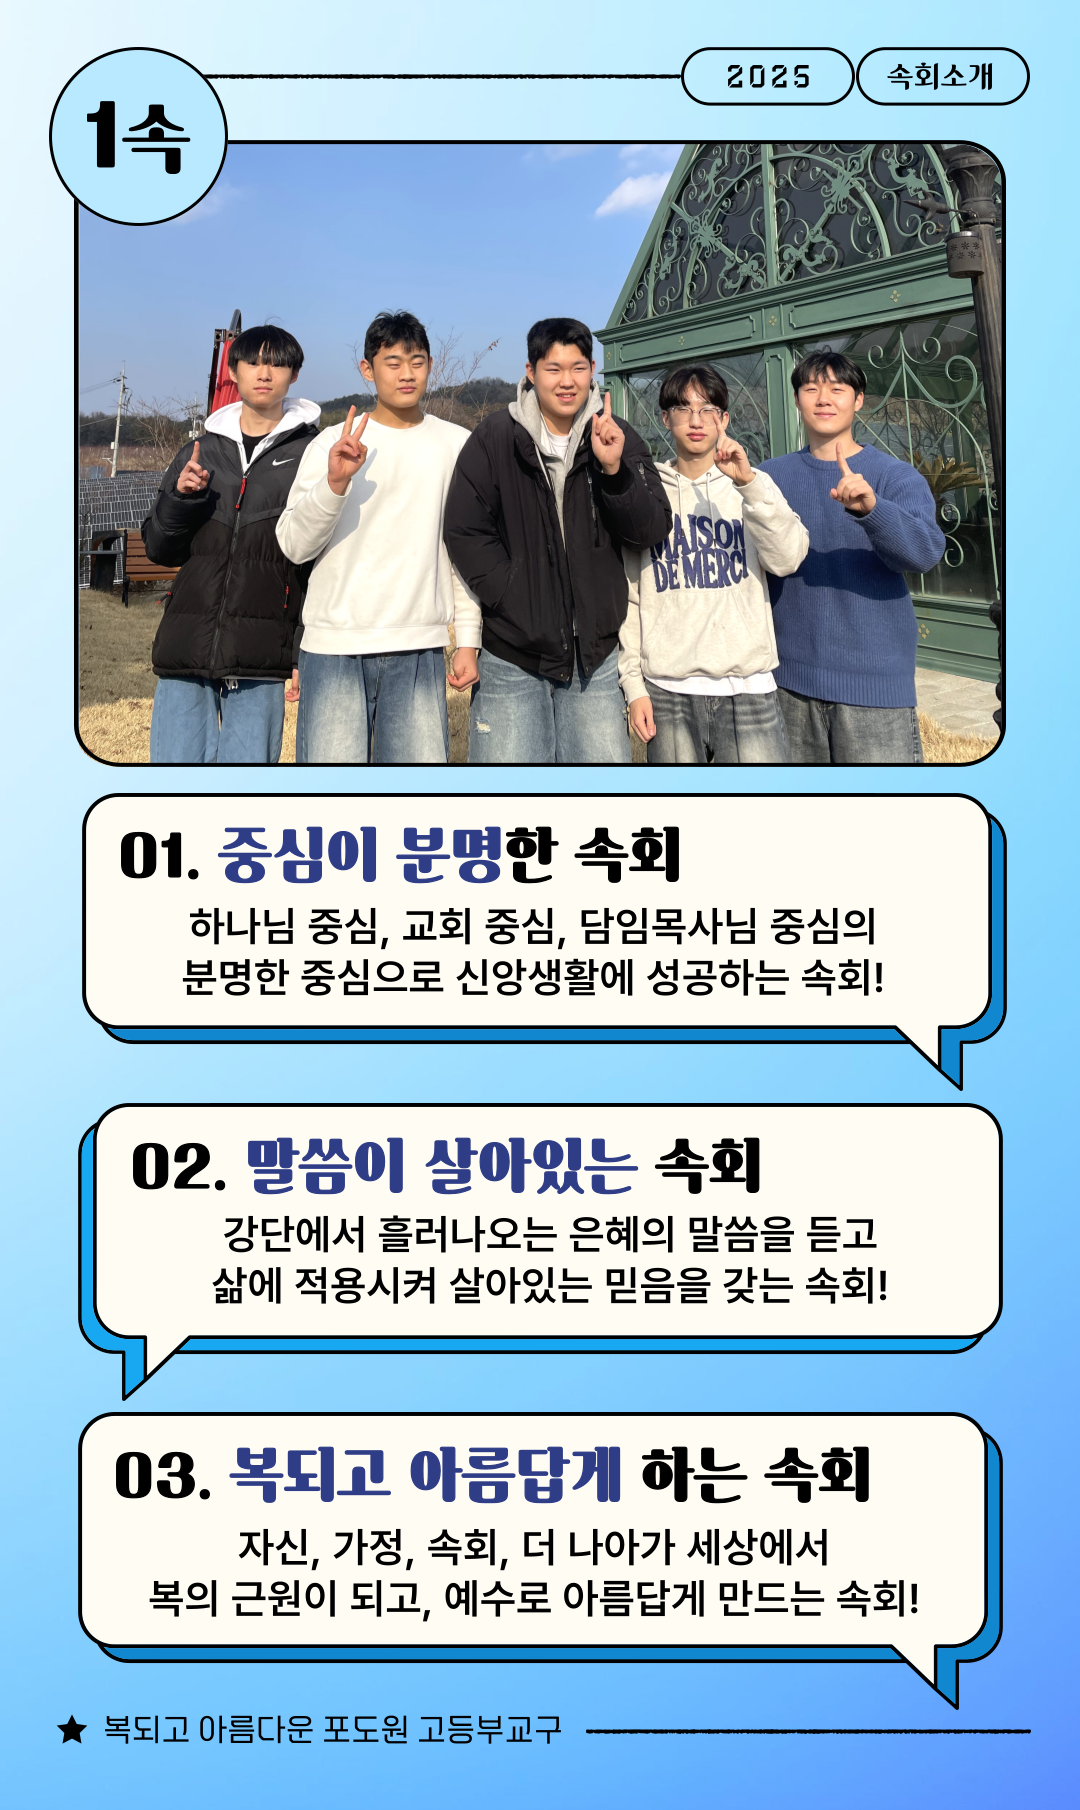 1속
2025
속회소개
MAISON
DE MERCI
01. 중심이 분명한 속회
하나님 중심, 교회 중심, 담임목사님 중심의
분명한 중심으로 신앙생활에 성공하는 속회!
02. 말씀이 살아있는 속회
강단에서 흘러나오는 은혜의 말씀을 듣고
삶에 적용시켜 살아있는 믿음을 갖는 속회!
03. 복되고 아름답게 하는 속회
자신, 가정, 속회, 더 나아가 세상에서
복의 근원이 되고, 예수로 아름답게 만드는 속회!
복되고 아름다운 포도원 고등부교구